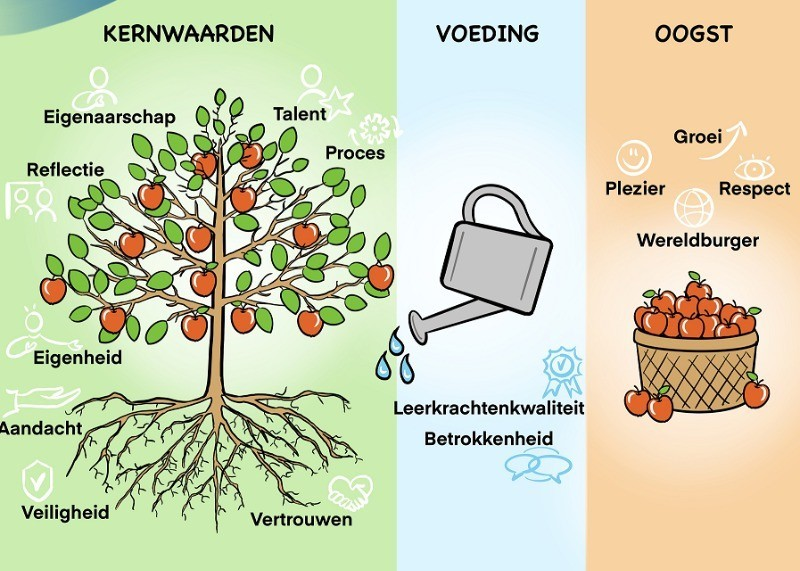 KERNWAARDEN
Eigenaarschap
Talent
Proces
Reflectie
Eigenheid
Aandacht
Veiligheid
Vertrouwen
VOEDING
Leerkrachtenkwaliteit
Betrokkenheid
OOGST
Groei
Plezier
Respect
Wereldburger